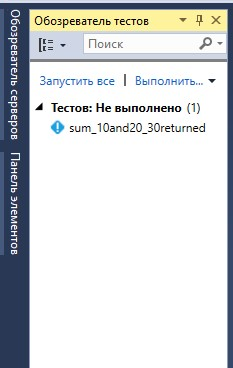 Обозреватель тестов
Поиск
Запустить все | Выполнить...
Тестов: Не выполнено (1)
sum_10and20_30returned
Обозреватель серверов
Панель элементов